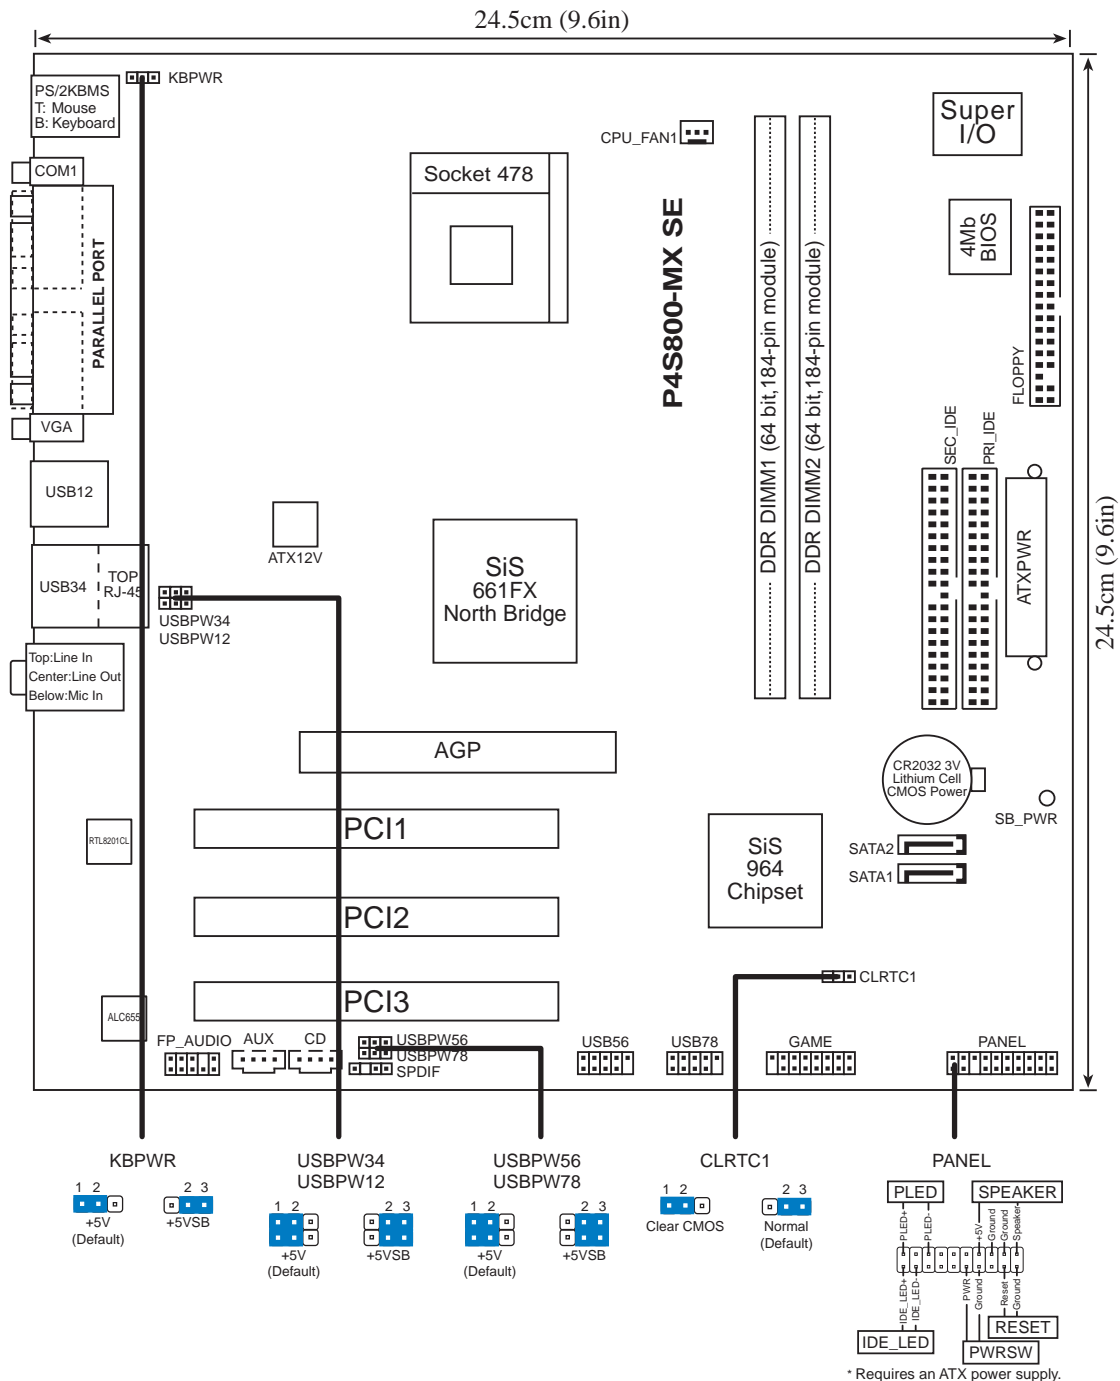 24.5cm (9.6in)
KBPWR
PS/2KBMS
T: Mouse
B: Keyboard
CPU_FAN1
Super
I/O
COM1
Socket 478
PARALLEL PORT
P4S800-MX SE
DDR DIMM1 (64 bit,184-pin module)
DDR DIMM2 (64 bit,184-pin module)
4Mb
BIOS
FLOPPY
VGA
SEC_IDE
PRI_IDE
USB12
ATX12V
SiS
661FX
North Bridge
ATXPWR
24.5cm (9.6in)
USB34
TOP
RJ-45
USBPW34
USBPW12
Top:Line In
Center:Line Out
Below:Mic In
AGP
CR2032 3V
Lithium Cell
CMOS Power
SB_PWR
RTL8201CL
PCI1
SiS
964
Chipset
SATA2
SATA1
PCI2
CLRTC1
ALC655
PCI3
FP_AUDIO
AUX
CD
USBPW56
USBPW78
SPDIF
USB56
USB78
GAME
PANEL
KBPWR
1 2
+5V
(Default)
2 3
+5VSB
USBPW34
USBPW12
1 2
+5V
(Default)
2 3
+5VSB
USBPW56
USBPW78
1 2
+5V
(Default)
2 3
+5VSB
CLRTC1
1 2
Clear CMOS
2 3
Normal
(Default)
PANEL
PLED
SPEAKER
PLED+
PLED-
+5V
Ground
Ground
Speaker
IDE_LED+
IDE_LED-
PWR
Ground
Reset
Ground
IDE_LED
RESET
PWRSW
* Requires an ATX power supply.